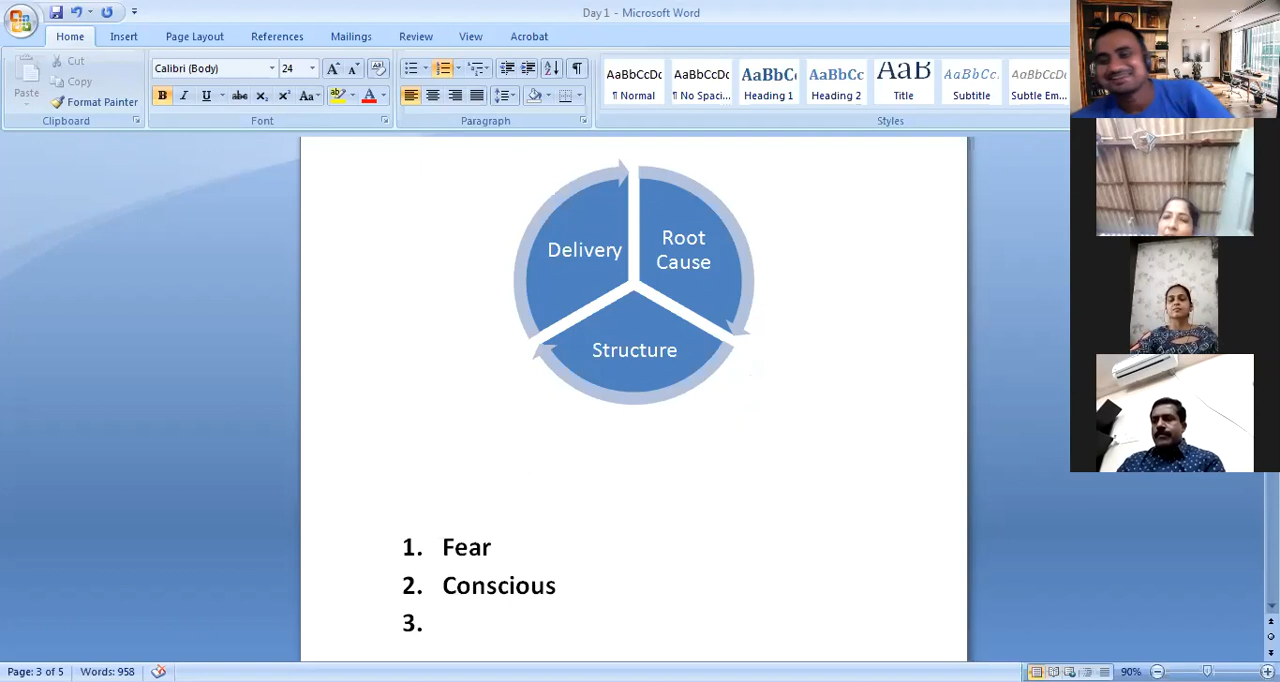 Day 1 - Microsoft Word
Home Insert Page Layout References Mailings Review View Acrobat
Cut
Copy
Paste
Format Painter
Clipboard
Calibri (Body) 24
Font
Paragraph
AaBbCcDc AaBbCcDc AaBbC AaBbCc AaB AaBbCc. AaBbCcDc
¶ Normal ¶ No Spaci... Heading 1 Heading 2 Title Subtitle Subtle Em...
Styles
Delivery
Root
Cause
Structure
1. Fear
2. Conscious
3.
Page: 3 of 5 Words: 958 90%